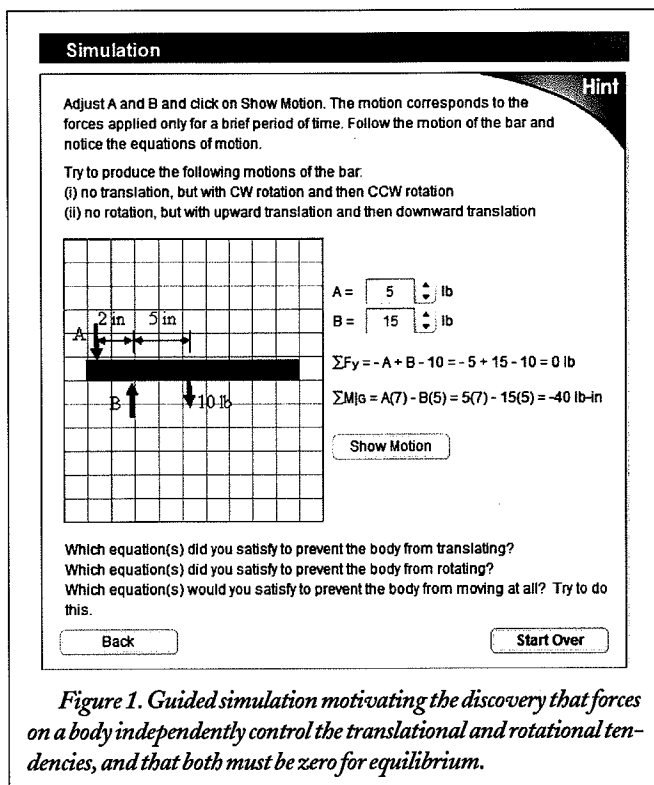 Simulation
Hint
Adjust A and B and click on Show Motion. The motion corresponds to the
forces applied only for a brief period of time. Follow the motion of the bar and
notice the equations of motion.
Try to produce the following motions of the bar:
(i) no translation, but with CW rotation and then CCW rotation
(ii) no rotation, but with upward translation and then downward translation
A = 5 lb
B = 15 lb
2 in 5 in
A
B
10 lb
∑Fy = - A + B - 10 = - 5 + 15 - 10 = 0 lb
∑M|G = A(7) - B(5) = 5(7) - 15(5) = -40 lb-in
Show Motion
Which equation(s) did you satisfy to prevent the body from translating?
Which equation(s) did you satisfy to prevent the body from rotating?
Which equation(s) would you satisfy to prevent the body from moving at all? Try to do
this.
Back
Start Over
Figure 1. Guided simulation motivating the discovery that forces
on a body independently control the translational and rotational ten-
dencies, and that both must be zero for equilibrium.